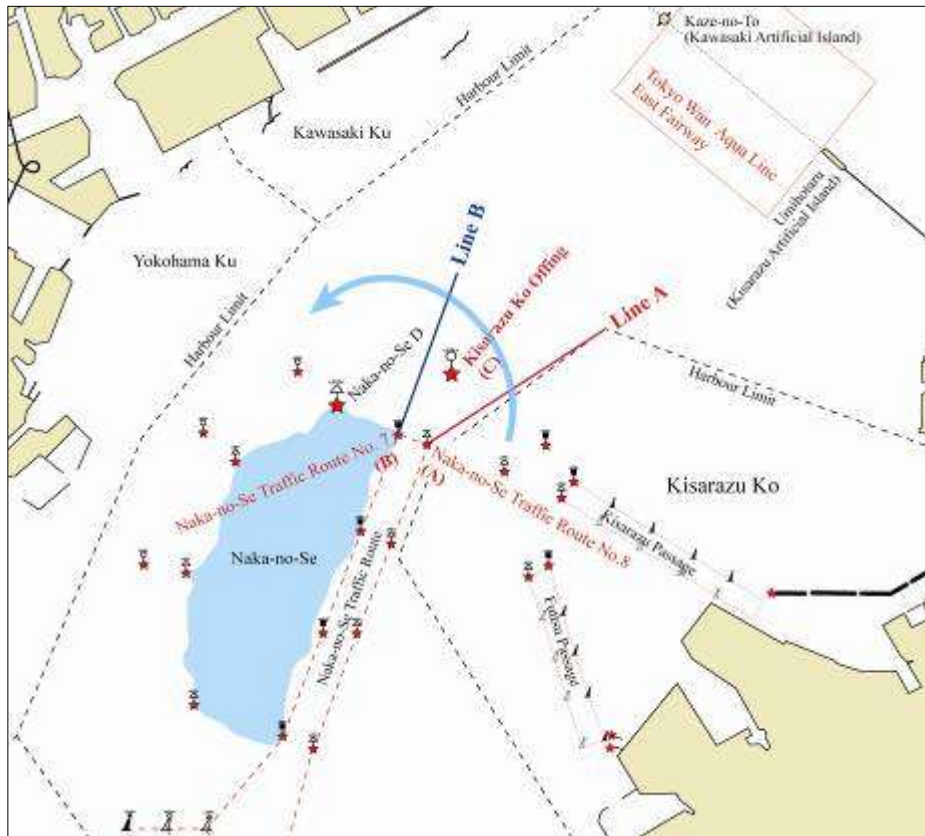 Kaze-no-To
(Kawasaki Artificial Island)
Harbour Limit
Kawasaki Ku
Tokyo Wan Aqua Line
East Fairway
Umihotaru
(Kisarazu Artificial Island)
Line B
Yokohama Ku
Kisarazu Ko Offing
(C)
Line A
Harbour Limit
Naka-no-Se D
Harbour Limit
Naka-no-Se Traffic Route No.7
(B)
(A)
Naka-no-Se Traffic Route No.8
Kisarazu Ko
Kisarazu Passage
Naka-no-Se
Naka-no-Se Traffic Route
Futtsu Passage